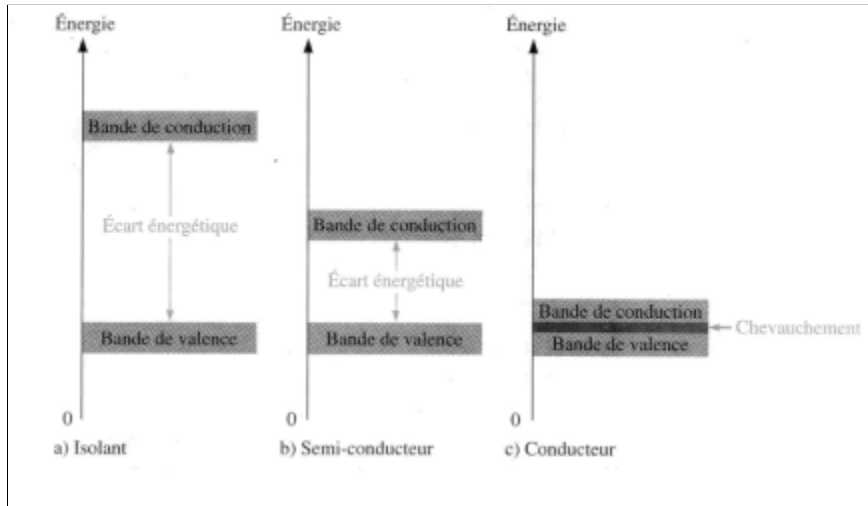 Énergie
Bande de conduction
Écart énergétique
Bande de valence
0
a) Isolant
Énergie
Bande de conduction
Écart énergétique
Bande de valence
0
b) Semi-conducteur
Énergie
Bande de conduction
Chevauchement
Bande de valence
0
c) Conducteur